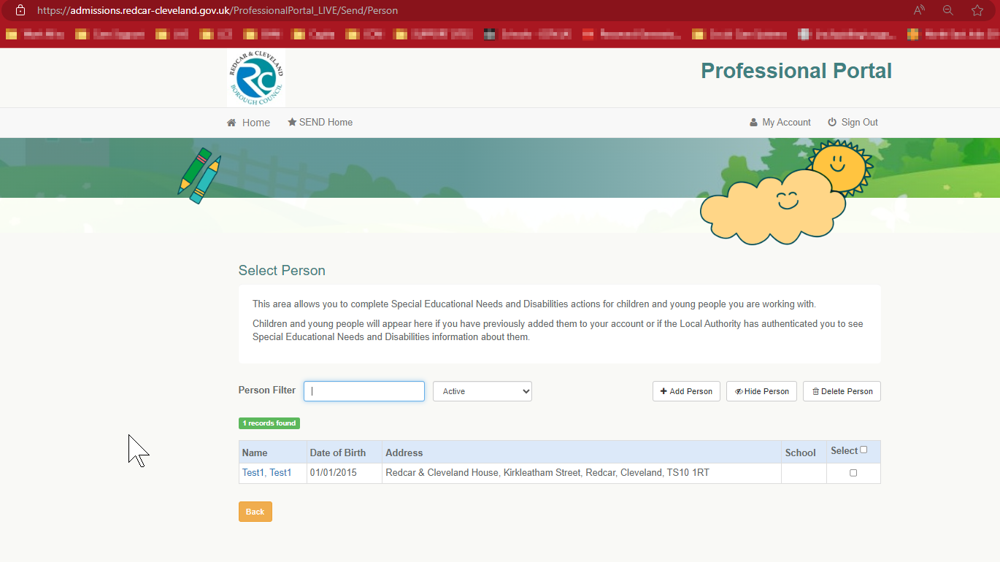 https://admissions.redcar-cleveland.gov.uk/ProfessionalPortal_LIVE/Send/Person
REDCAR & CLEVELAND
BOROUGH COUNCIL
Professional Portal
Home SEND Home My Account Sign Out
Select Person
This area allows you to complete Special Educational Needs and Disabilities actions for children and young people you are working with.
Children and young people will appear here if you have previously added them to your account or if the Local Authority has authenticated you to see
Special Educational Needs and Disabilities information about them.
Person Filter Active Add Person Hide Person Delete Person
1 records found
Name Date of Birth Address School Select
Test1, Test1 01/01/2015 Redcar & Cleveland House, Kirkleatham Street, Redcar, Cleveland, TS10 1RT
Back